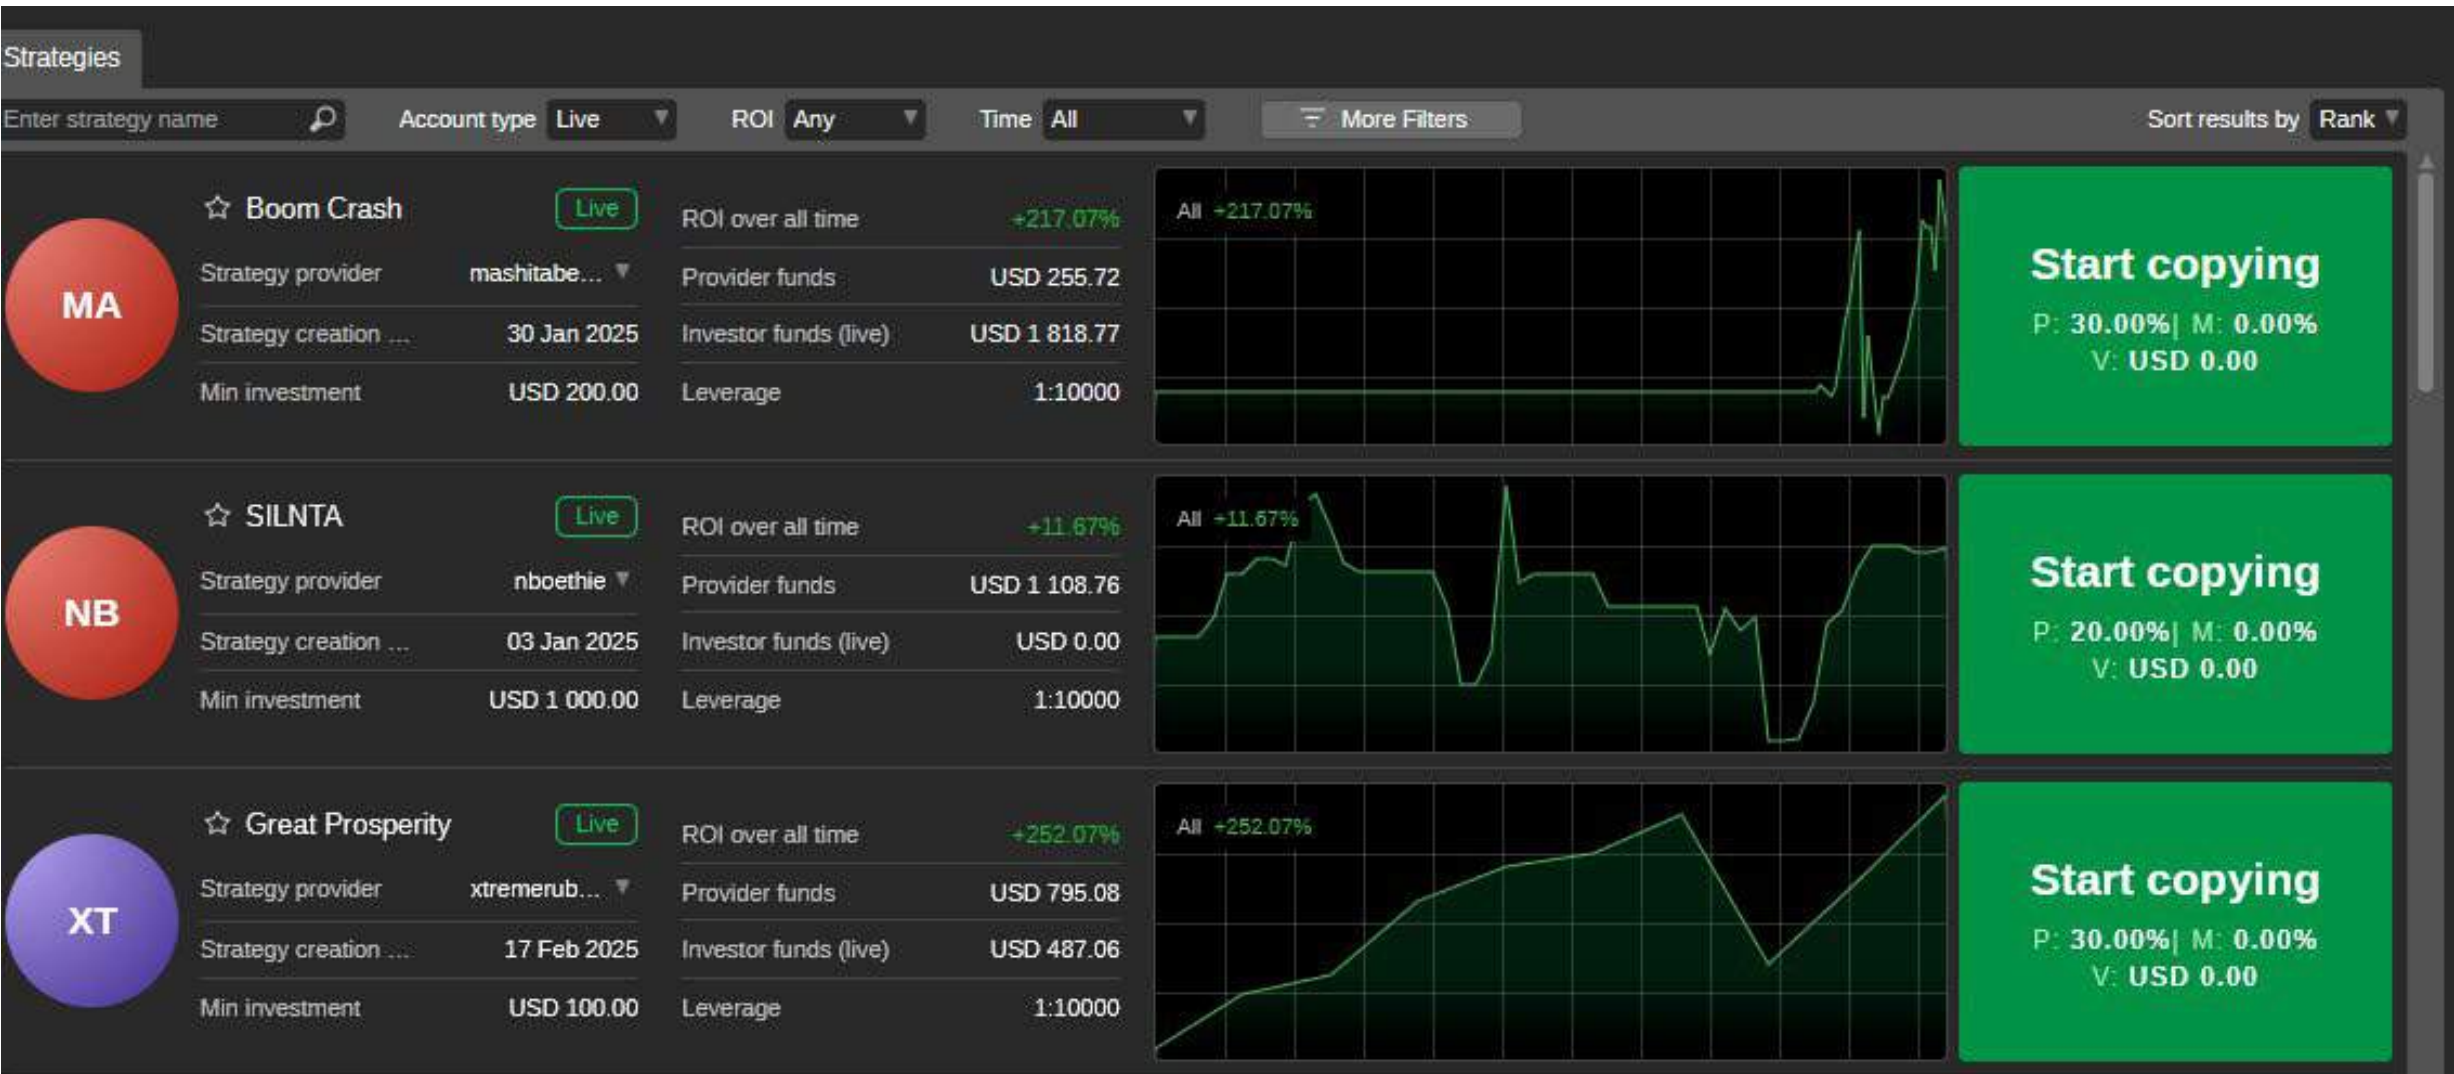 Strategies
Enter strategy name Account type Live ROI Any Time All More Filters Sort results by Rank
MA
Boom Crash Live
Strategy provider mashitabe...
Strategy creation ... 30 Jan 2025
Min investment USD 200.00
ROI over all time +217.07%
Provider funds USD 255.72
Investor funds (live) USD 1 818.77
Leverage 1:10000
All +217.07%
Start copying
P: 30.00%| M: 0.00%
V: USD 0.00
NB
SILNTA Live
Strategy provider nboethie
Strategy creation ... 03 Jan 2025
Min investment USD 1 000.00
ROI over all time +11.67%
Provider funds USD 1 108.76
Investor funds (live) USD 0.00
Leverage 1:10000
All +11.67%
Start copying
P: 20.00%| M: 0.00%
V: USD 0.00
XT
Great Prosperity Live
Strategy provider xtremerub...
Strategy creation ... 17 Feb 2025
Min investment USD 100.00
ROI over all time +252.07%
Provider funds USD 795.08
Investor funds (live) USD 487.06
Leverage 1:10000
All +252.07%
Start copying
P: 30.00%| M: 0.00%
V: USD 0.00